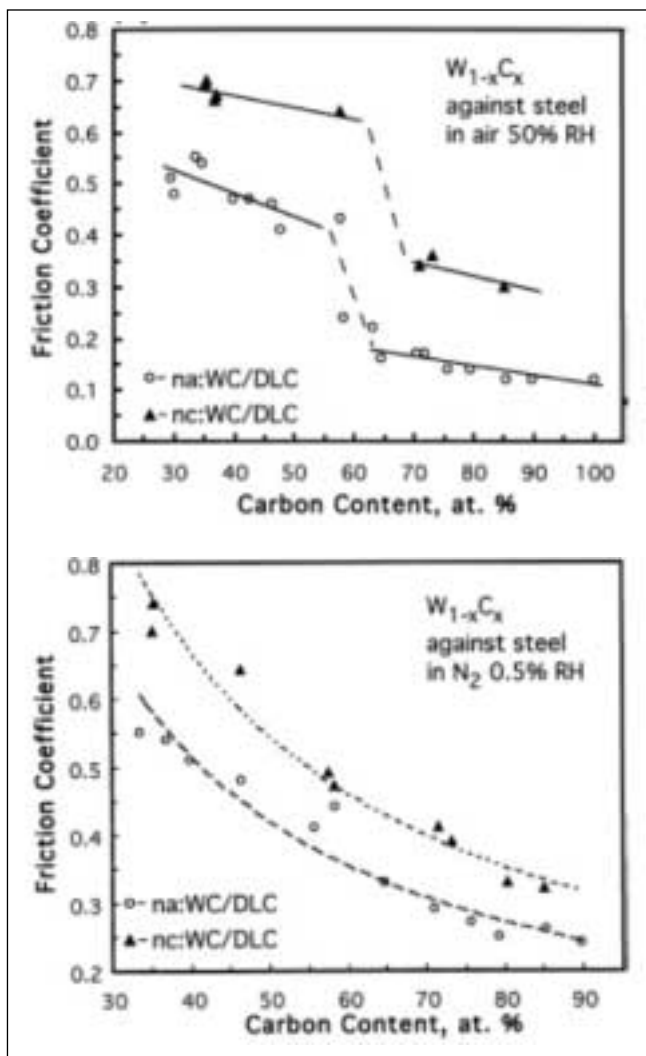 0.8
0.7
0.6
0.5
0.4
0.3
0.2
0.1
0.0
Friction Coefficient
W1-xCx
against steel
in air 50% RH
na:WC/DLC
nc:WC/DLC
20 30 40 50 60 70 80 90 100
Carbon Content, at. %
0.8
0.7
0.6
0.5
0.4
0.3
0.2
Friction Coefficient
W1-xCx
against steel
in N2 0.5% RH
na:WC/DLC
nc:WC/DLC
30 40 50 60 70 80 90
Carbon Content, at. %